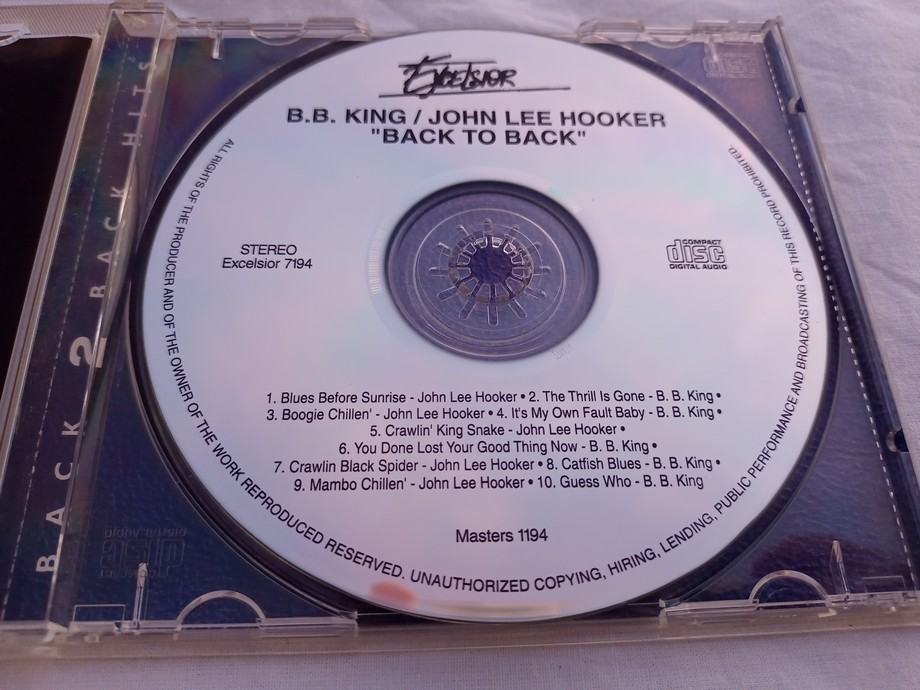 Excelsior
B.B. KING / JOHN LEE HOOKER
"BACK TO BACK"
STEREO
Excelsior 7194
COMPACT
disc
DIGITAL AUDIO
1. Blues Before Sunrise - John Lee Hooker • 2. The Thrill Is Gone - B. B. King •
3. Boogie Chillen' - John Lee Hooker • 4. It's My Own Fault Baby - B. B. King •
5. Crawlin' King Snake - John Lee Hooker •
6. You Done Lost Your Good Thing Now - B. B. King •
7. Crawlin Black Spider - John Lee Hooker • 8. Catfish Blues - B. B. King •
9. Mambo Chillen' - John Lee Hooker • 10. Guess Who - B. B. King
Masters 1194
ALL RIGHTS OF THE PRODUCER AND OF THE OWNER OF THE WORK REPRODUCED RESERVED. UNAUTHORIZED COPYING, HIRING, LENDING, PUBLIC PERFORMANCE AND BROADCASTING OF THIS RECORD PROHIBITED.
BACK 2 BACK HITS